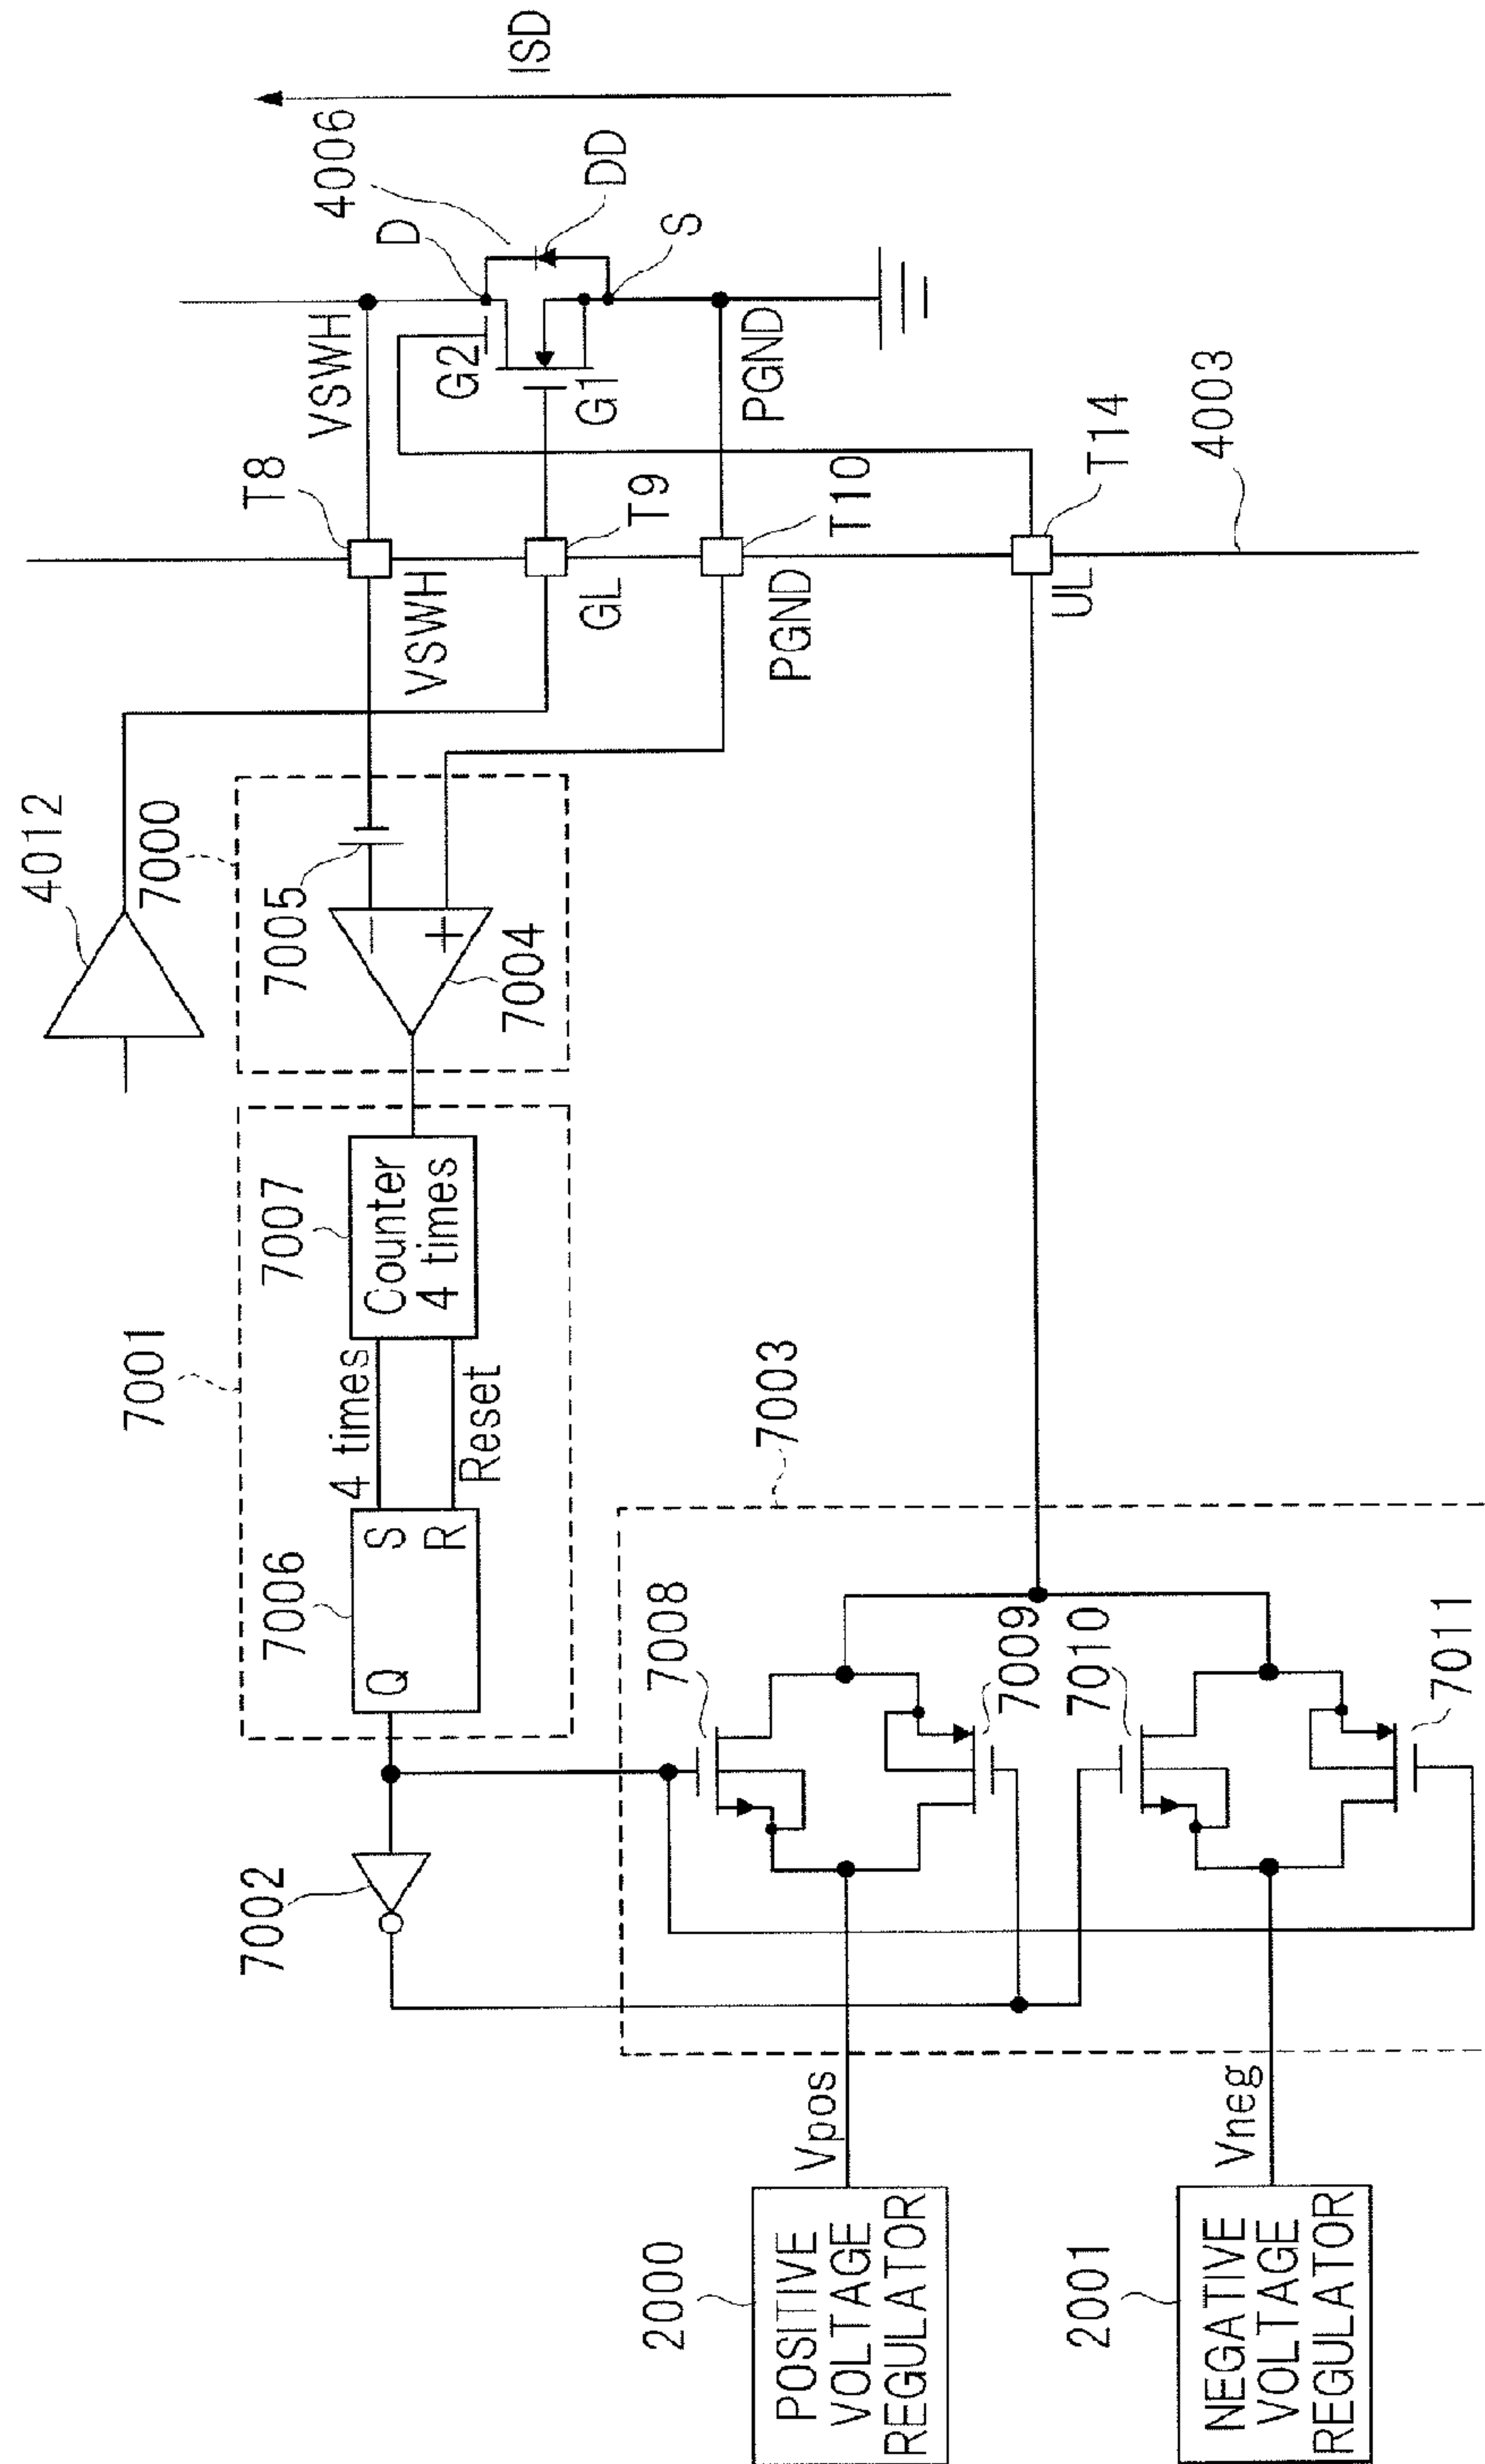 ISD
4006
DD
D
S
VSWH
G2
G1
PGND
T8
T9
T10
T14
4003
VSWH
GL
PGND
UL
4012
7000
7005
−
+
7004
7001
7007
Counter
4 times
4 times
Reset
7006
S
R
Q
7002
7003
7008
7009
7010
7011
Vpos
Vneg
2000
POSITIVE
VOLTAGE
REGULATOR
2001
NEGATIVE
VOLTAGE
REGULATOR